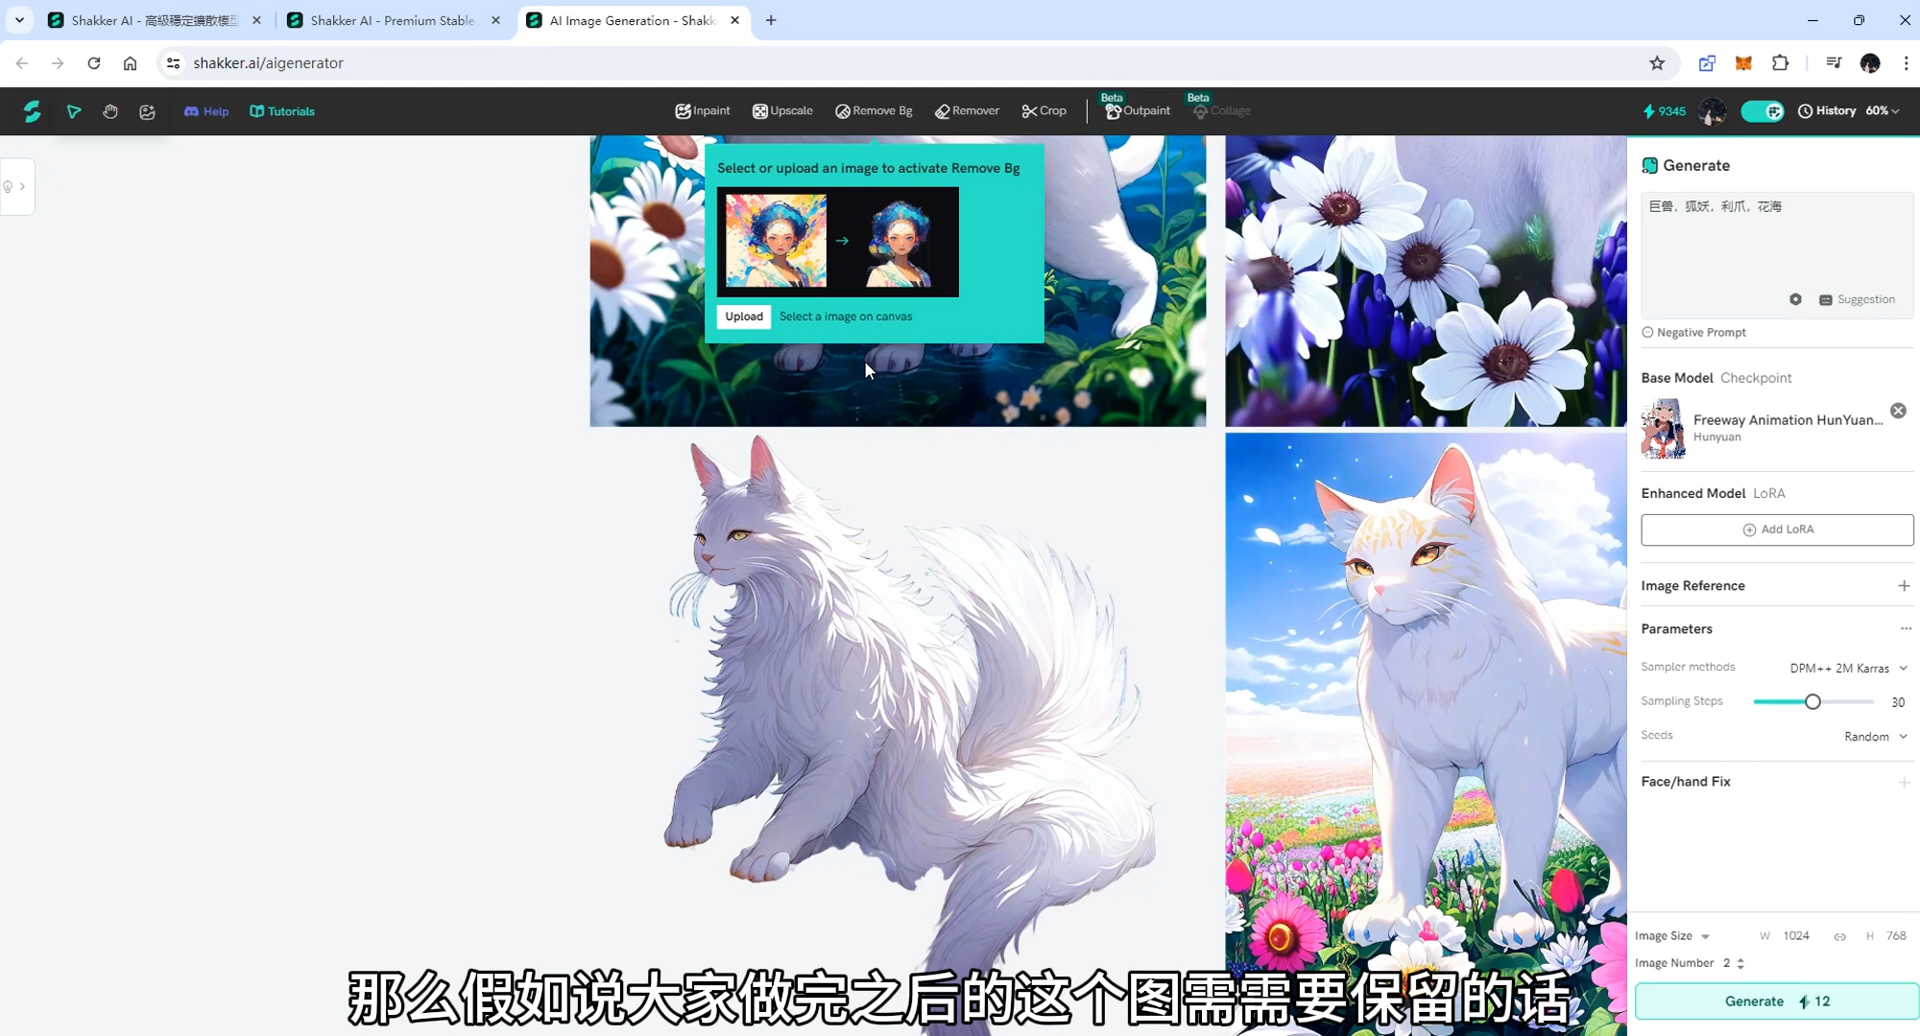 Shakker AI - 高級穩定擴散模型
Shakker AI - Premium Stable
AI Image Generation - Shakk
shakker.ai/aigenerator
Help
Tutorials
Inpaint
Upscale
Remove Bg
Remover
Crop
Beta
Outpaint
Beta
Collage
9345
History
60%
Select or upload an image to activate Remove Bg
Upload
Select a image on canvas
Generate
巨兽，狐妖，利爪，花海
Suggestion
Negative Prompt
Base Model Checkpoint
Freeway Animation HunYuan...
Hunyuan
Enhanced Model LoRA
Add LoRA
Image Reference
Parameters
Sampler methods DPM++ 2M Karras
Sampling Steps 30
Seeds Random
Face/hand Fix
Image Size W 1024 H 768
Image Number 2
Generate 12
那么假如说大家做完之后的这个图需需要保留的话